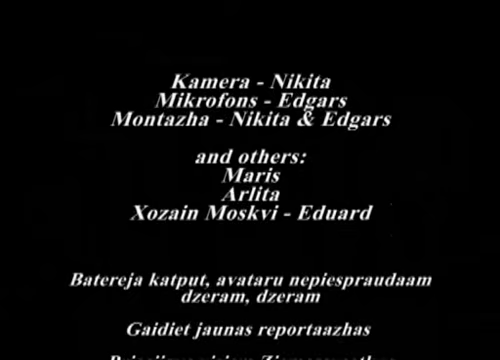 Kamera - Nikita
Mikrofons - Edgars
Montazha - Nikita & Edgars
and others:
Maris
Arlita
Xozain Moskvi - Eduard
Batereja katput, avataru nepiespraudaam
dzeram, dzeram
Gaidiet jaunas reportaazhas